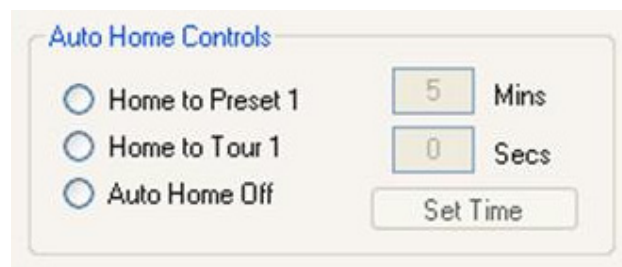 Auto Home Controls
Home to Preset 1
5 Mins
Home to Tour 1
0 Secs
Auto Home Off
Set Time